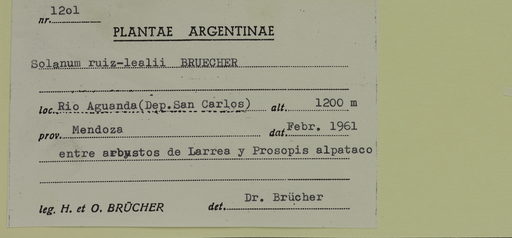 nr. 12o1
PLANTAE ARGENTINAE
Solanum ruiz-lealii BRUECHER
loc. Rio Aguanda(Dep.San Carlos) alt. 1200 m
prov. Mendoza dat. Febr. 1961
entre arbustos de Larrea y Prosopis alpataco
leg. H. et O. BRÜCHER det. Dr. Brücher